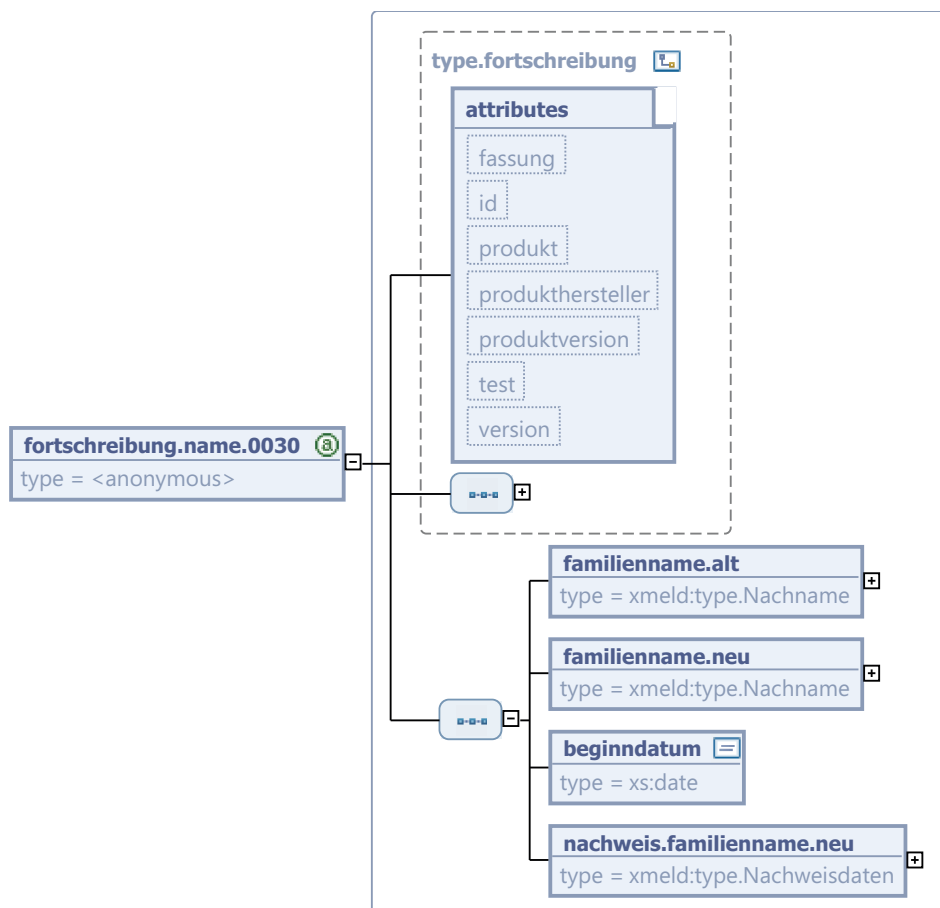 type.fortschreibung
attributes
fassung
id
produkt
produkthersteller
produktversion
test
version
fortschreibung.name.0030 @
type = <anonymous>
familienname.alt
type = xmeld:type.Nachname
familienname.neu
type = xmeld:type.Nachname
beginndatum
type = xs:date
nachweis.familienname.neu
type = xmeld:type.Nachweisdaten